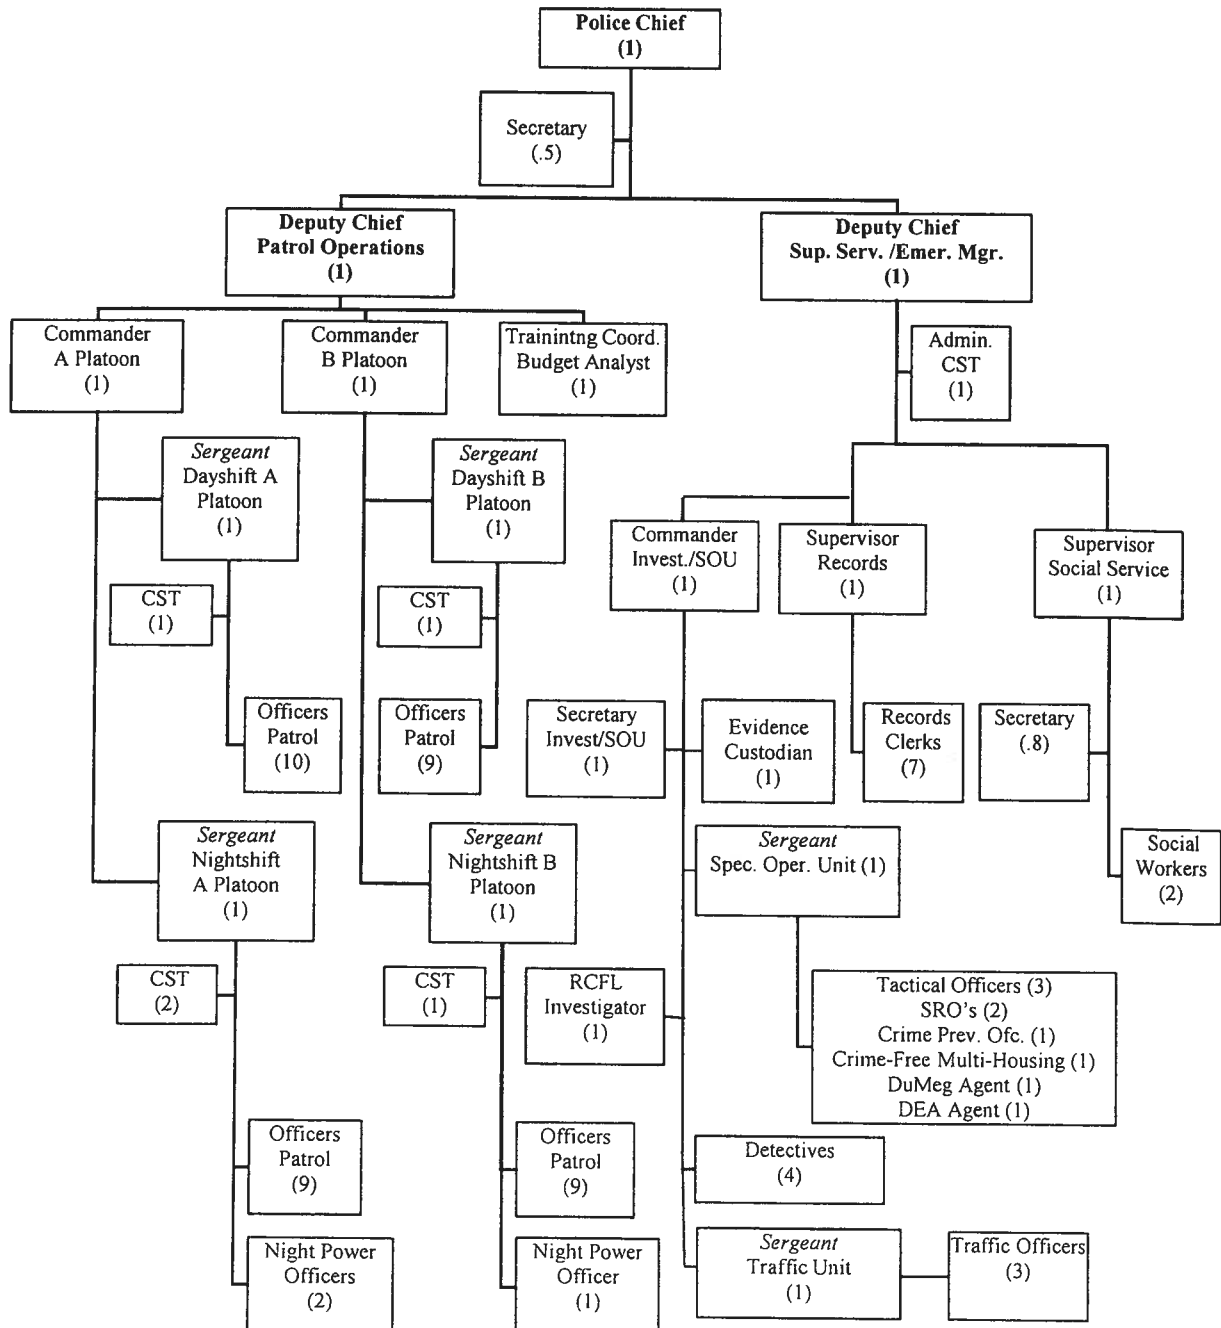 Police Chief
(1)
Secretary
(.5)
Deputy Chief
Patrol Operations
(1)
Deputy Chief
Sup. Serv. /Emer. Mgr.
(1)
Commander
A Platoon
(1)
Commander
B Platoon
(1)
Trainintng Coord.
Budget Analyst
(1)
Admin.
CST
(1)
Sergeant
Dayshift A
Platoon
(1)
Sergeant
Dayshift B
Platoon
(1)
Commander
Invest./SOU
(1)
Supervisor
Records
(1)
Supervisor
Social Service
(1)
CST
(1)
CST
(1)
Officers
Patrol
(10)
Officers
Patrol
(9)
Secretary
Invest/SOU
(1)
Evidence
Custodian
(1)
Records
Clerks
(7)
Secretary
(.8)
Sergeant
Nightshift
A Platoon
(1)
Sergeant
Nightshift B
Platoon
(1)
Sergeant
Spec. Oper. Unit (1)
Social
Workers
(2)
CST
(2)
CST
(1)
RCFL
Investigator
(1)
Tactical Officers (3)
SRO's (2)
Crime Prev. Ofc. (1)
Crime-Free Multi-Housing (1)
DuMeg Agent (1)
DEA Agent (1)
Officers
Patrol
(9)
Officers
Patrol
(9)
Detectives
(4)
Night Power
Officers
(2)
Night Power
Officer
(1)
Sergeant
Traffic Unit
(1)
Traffic Officers
(3)